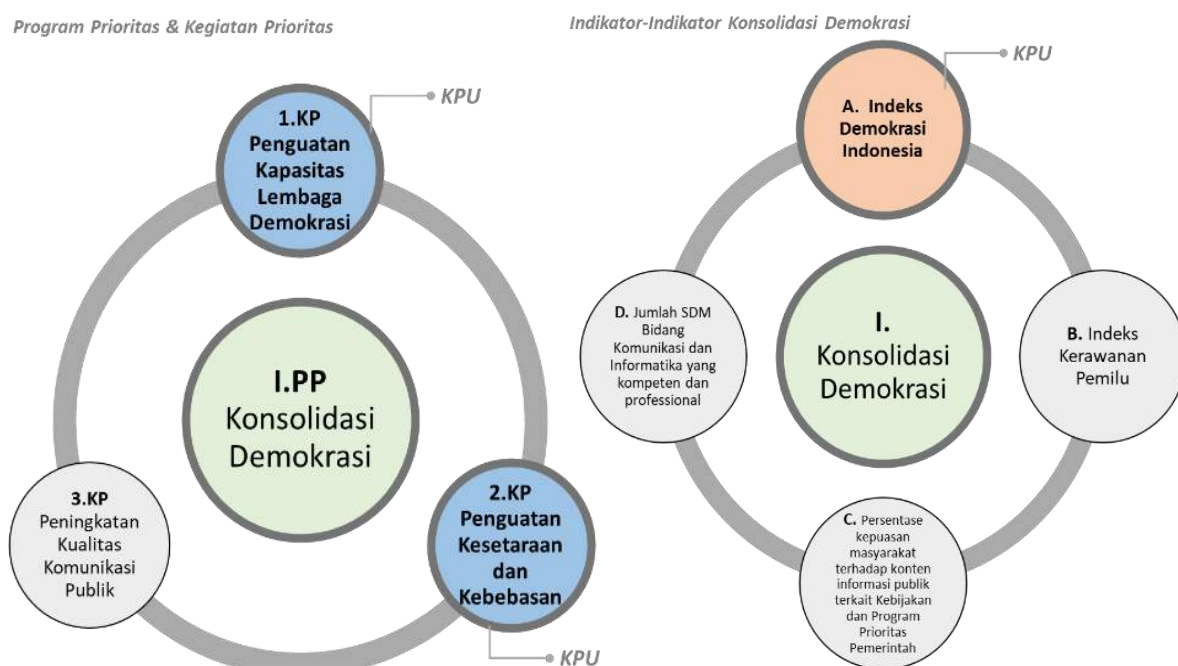 Program Prioritas & Kegiatan Prioritas
KPU
1.KP
Penguatan
Kapasitas
Lembaga
Demokrasi
I.PP
Konsolidasi
Demokrasi
3.KP
Peningkatan
Kualitas
Komunikasi
Publik
2.KP
Penguatan
Kesetaraan
dan
Kebebasan
KPU
Indikator-Indikator Konsolidasi Demokrasi
KPU
A. Indeks
Demokrasi
Indonesia
D. Jumlah SDM
Bidang
Komunikasi dan
Informatika yang
kompeten dan
professional
I.
Konsolidasi
Demokrasi
B. Indeks
Kerawanan
Pemilu
C. Persentase
kepuasan
masyarakat
terhadap konten
informasi publik
terkait Kebijakan
dan Program
Prioritas
Pemerintah